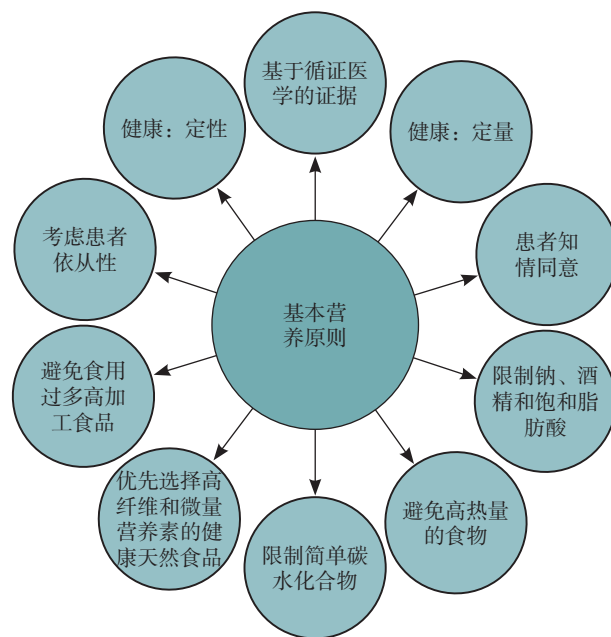 基于循证医
学的证据
健康：定性
健康：定量
考虑患者
依从性
患者知
情同意
基本营
养原则
避免食用
过多高加
工食品
限制钠、酒
精和饱和脂
肪酸
优先选择高
纤维和微量
营养素的健
康天然食品
避免高热量
的食物
限制简单碳
水化合物